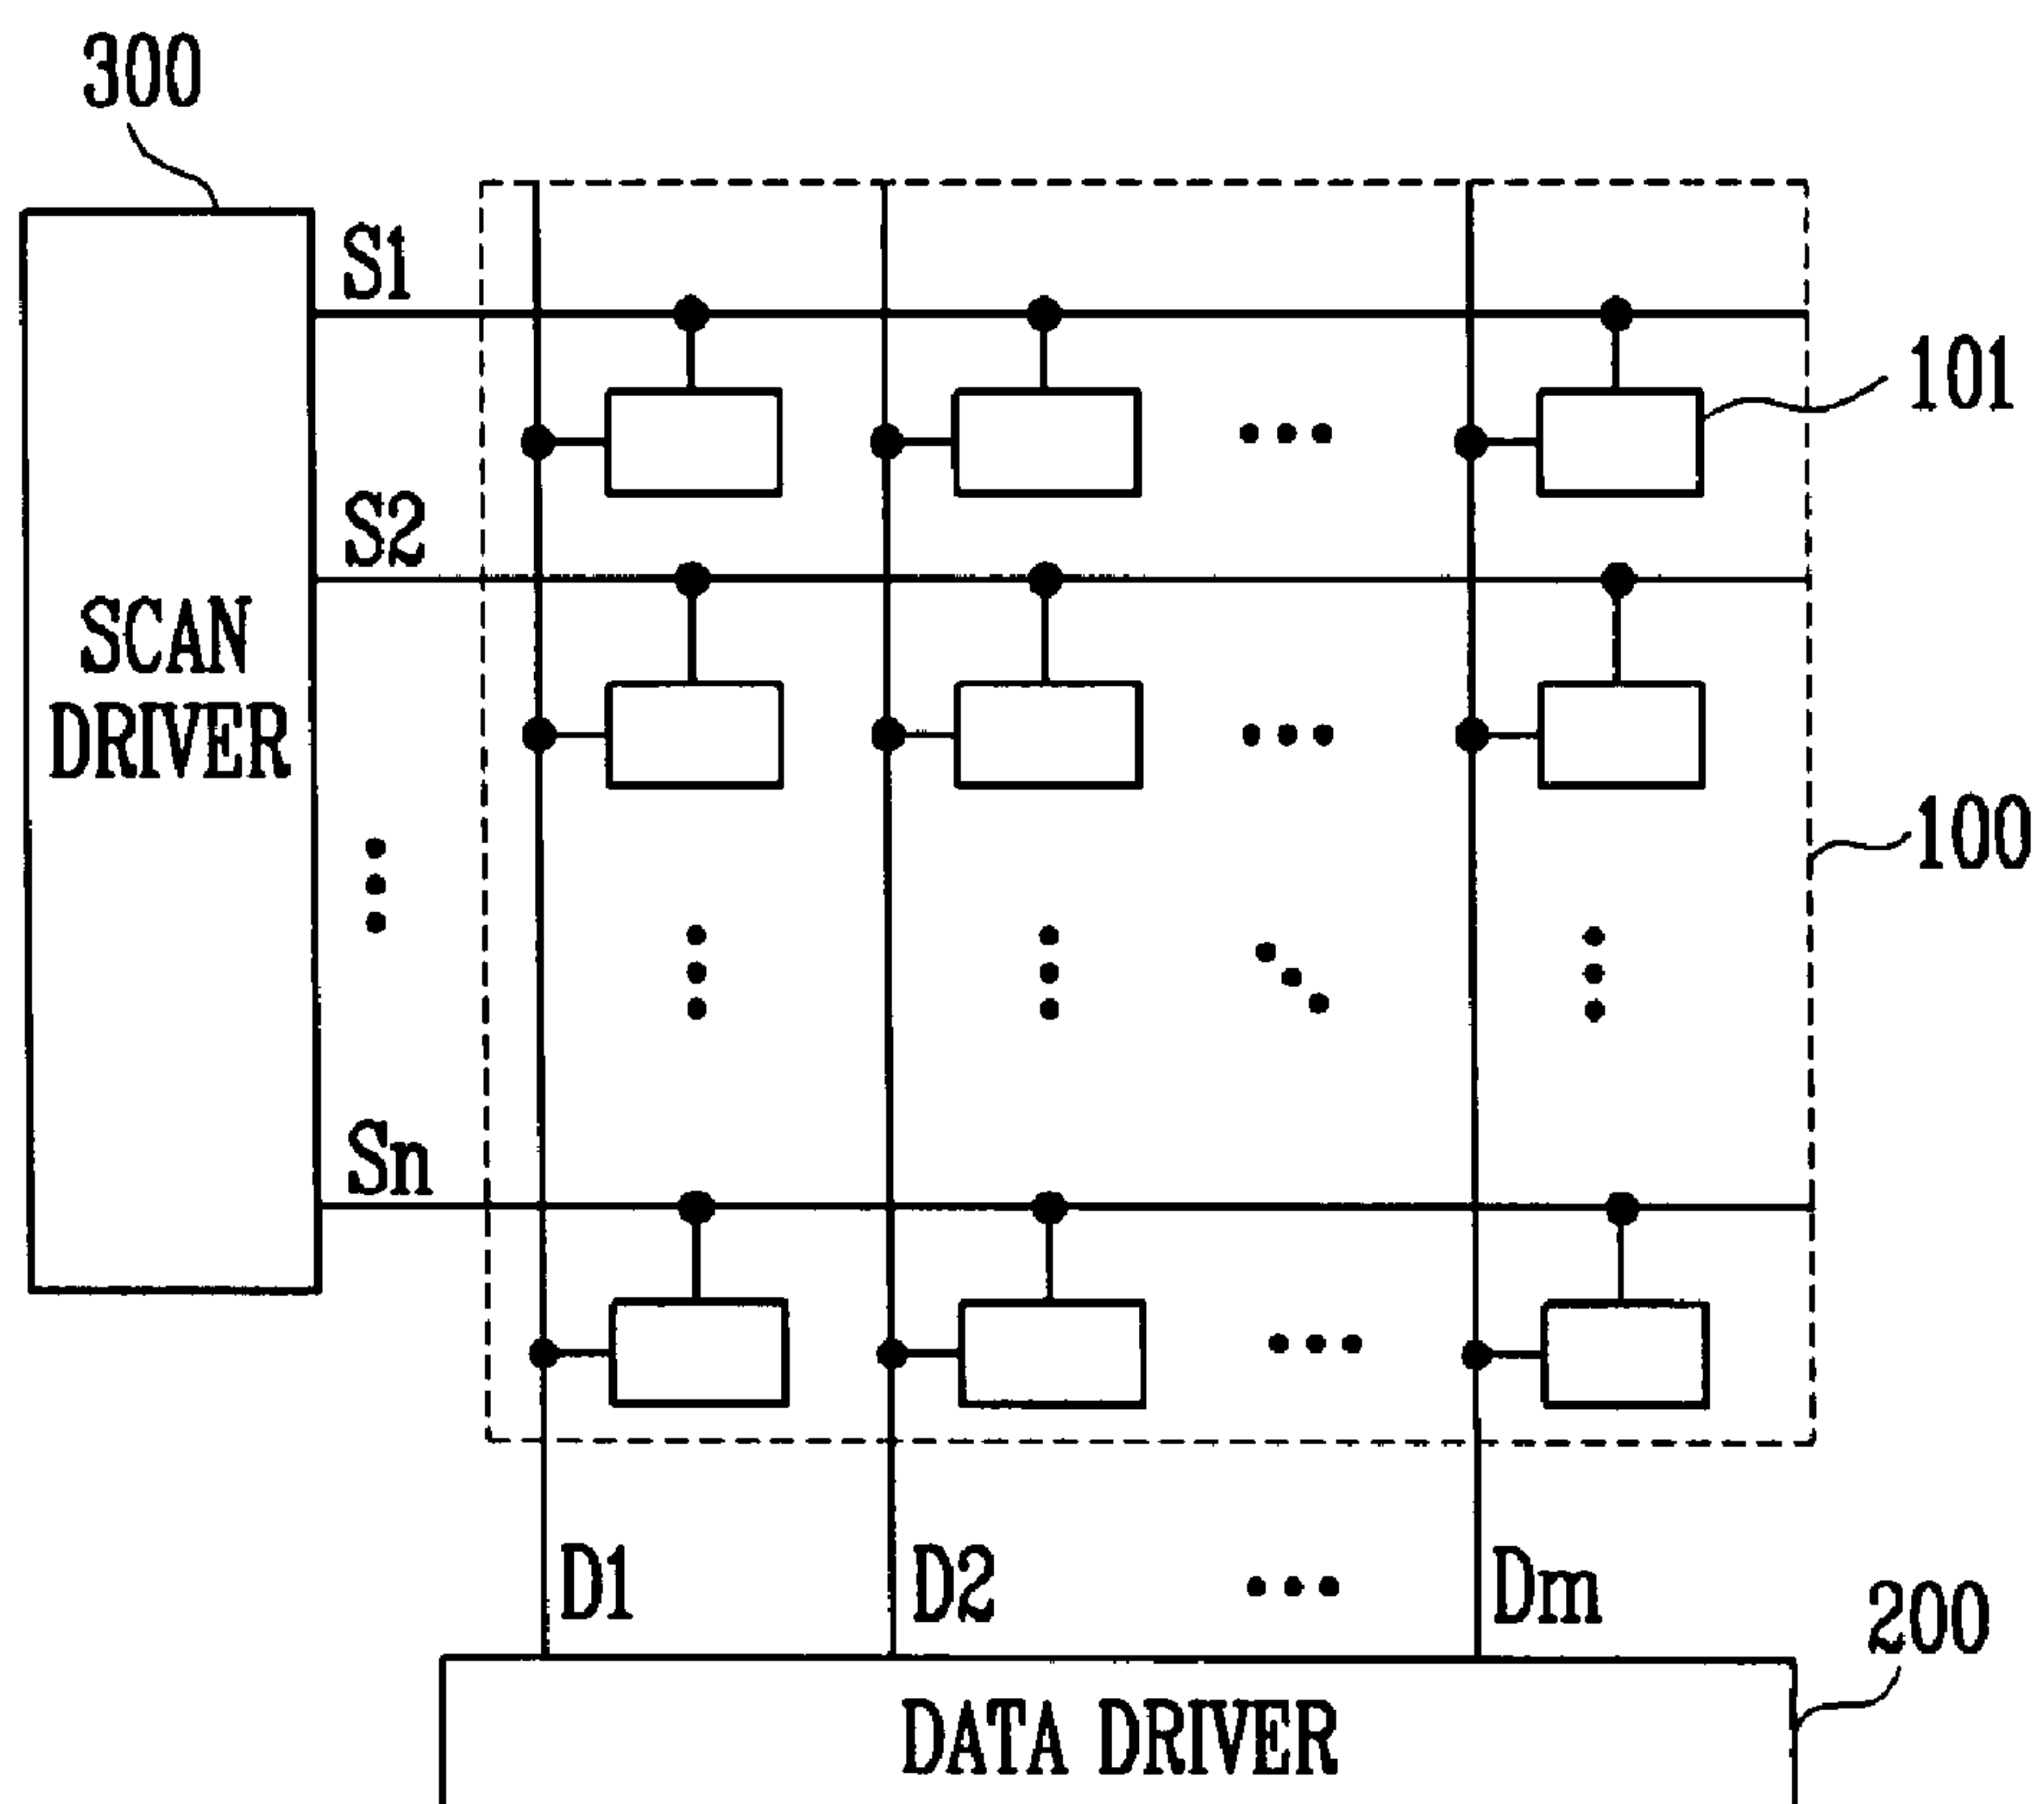 300
S1
101
S2
SCAN
DRIVER
100
Sn
D1
D2
Dm
200
DATA DRIVER